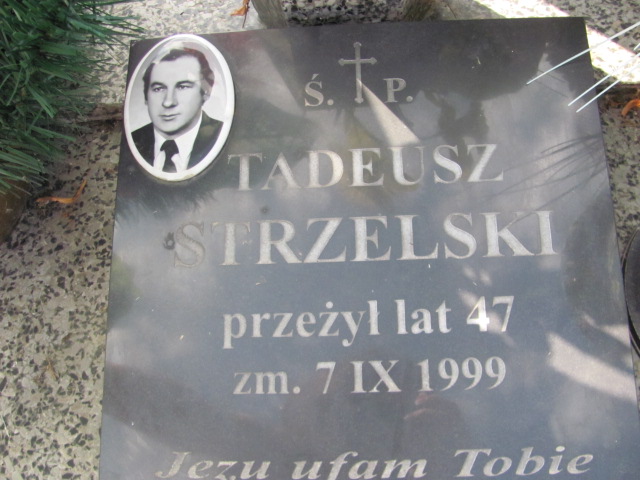 Ś. P.
TADEUSZ
STRZELSKI
przeżył lat 47
zm. 7 IX 1999
Jezu ufam Tobie